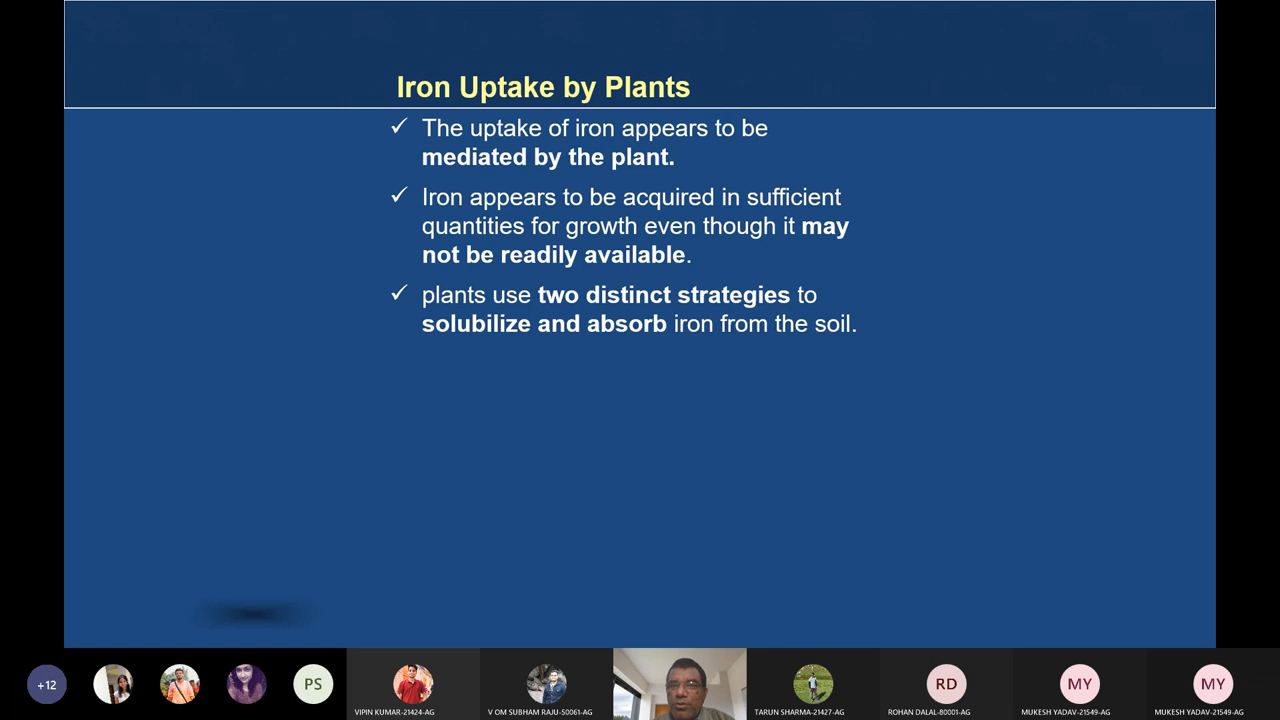 Iron Uptake by Plants
✓ The uptake of iron appears to be
mediated by the plant.
✓ Iron appears to be acquired in sufficient
quantities for growth even though it may
not be readily available.
✓ plants use two distinct strategies to
solubilize and absorb iron from the soil.
+12
PS
RD
MY
MY
VIPIN KUMAR-21424-AG
V OM SUBHAM RAJU-50061-AG
TARUN SHARMA-21427-AG
ROHAN DALAL-80001-AG
MUKESH YADAV-21549-AG
MUKESH YADAV-21549-AG